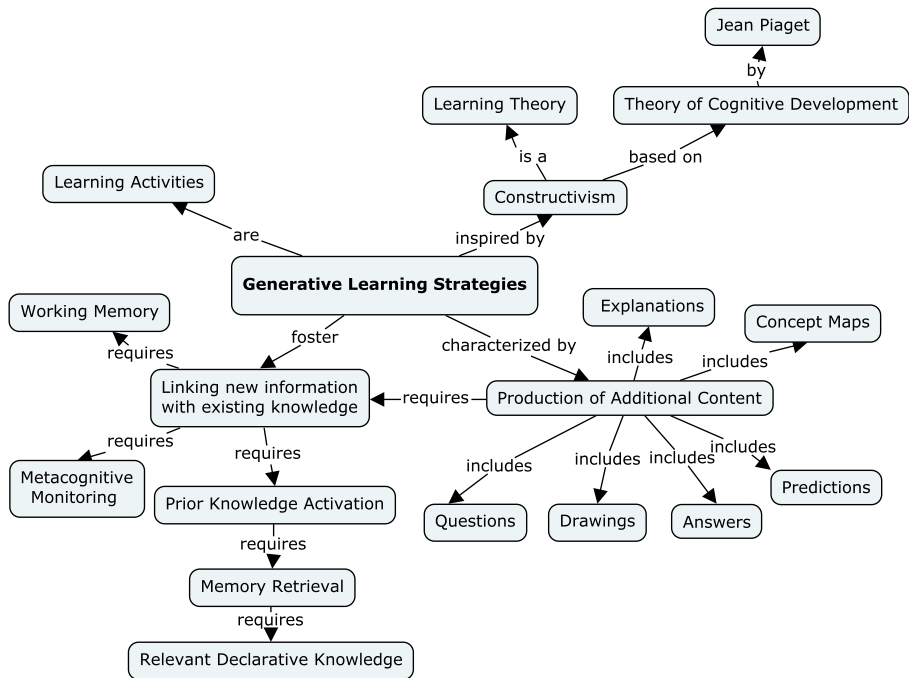 Jean Piaget
by
Learning Theory
Theory of Cognitive Development
is a
based on
Learning Activities
Constructivism
are
inspired by
Generative Learning Strategies
Working Memory
Explanations
Concept Maps
foster
characterized by
requires
includes
includes
Linking new information
with existing knowledge
requires
Production of Additional Content
requires
requires
includes
includes
includes
includes
Metacognitive
Monitoring
Prior Knowledge Activation
Predictions
Questions
Drawings
Answers
requires
Memory Retrieval
requires
Relevant Declarative Knowledge